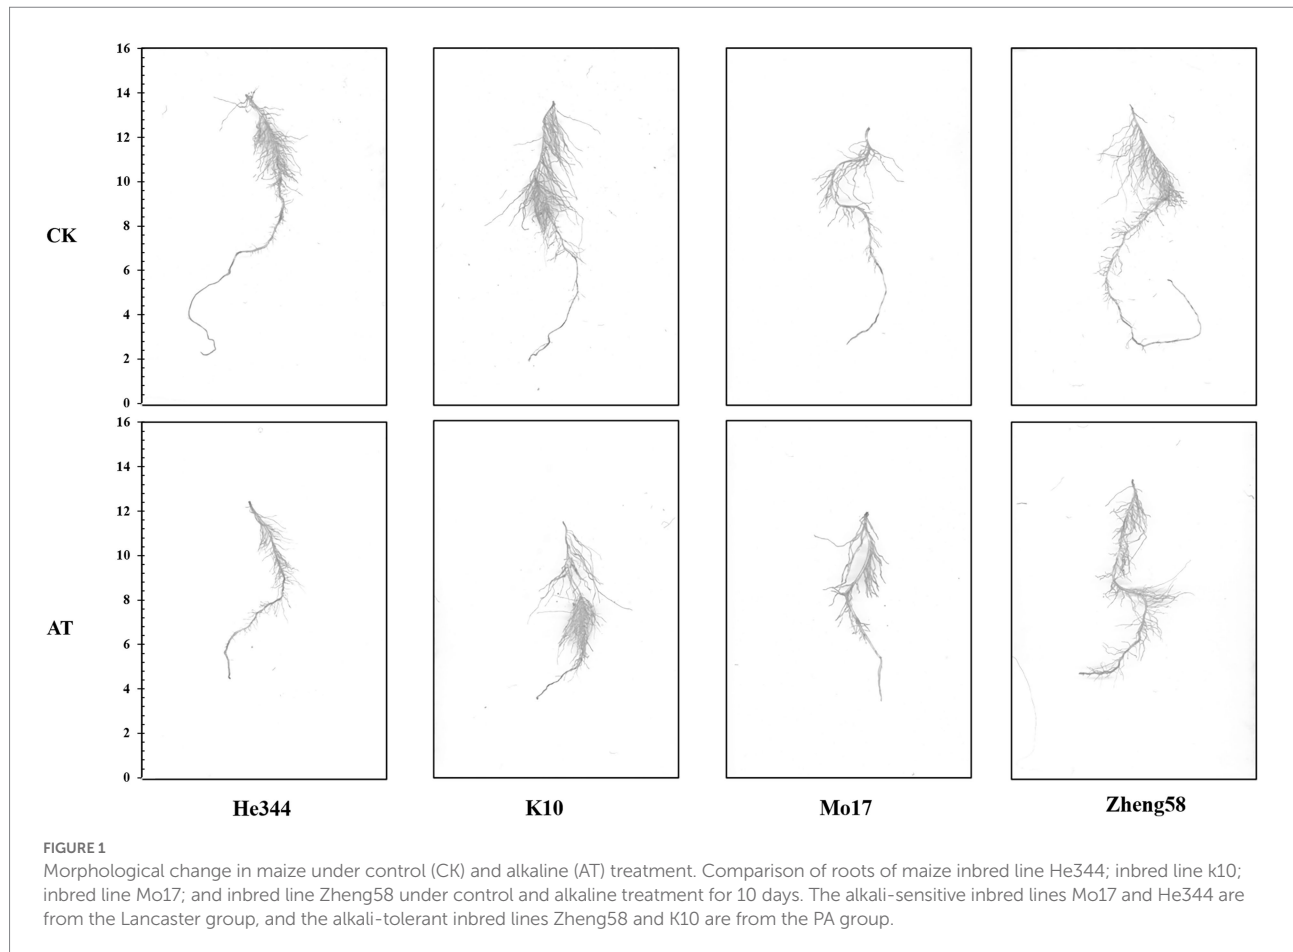 16
14
12
10
CK
8
6
4
2
0
16
14
12
10
8
AT
6
4
2
0
He344
K10
Mo17
Zheng58
FIGURE 1
Morphological change in maize under control (CK) and alkaline (AT) treatment. Comparison of roots of maize inbred line He344; inbred line k10;
inbred line Mo17; and inbred line Zheng58 under control and alkaline treatment for 10 days. The alkali-sensitive inbred lines Mo17 and He344 are
from the Lancaster group, and the alkali-tolerant inbred lines Zheng58 and K10 are from the PA group.